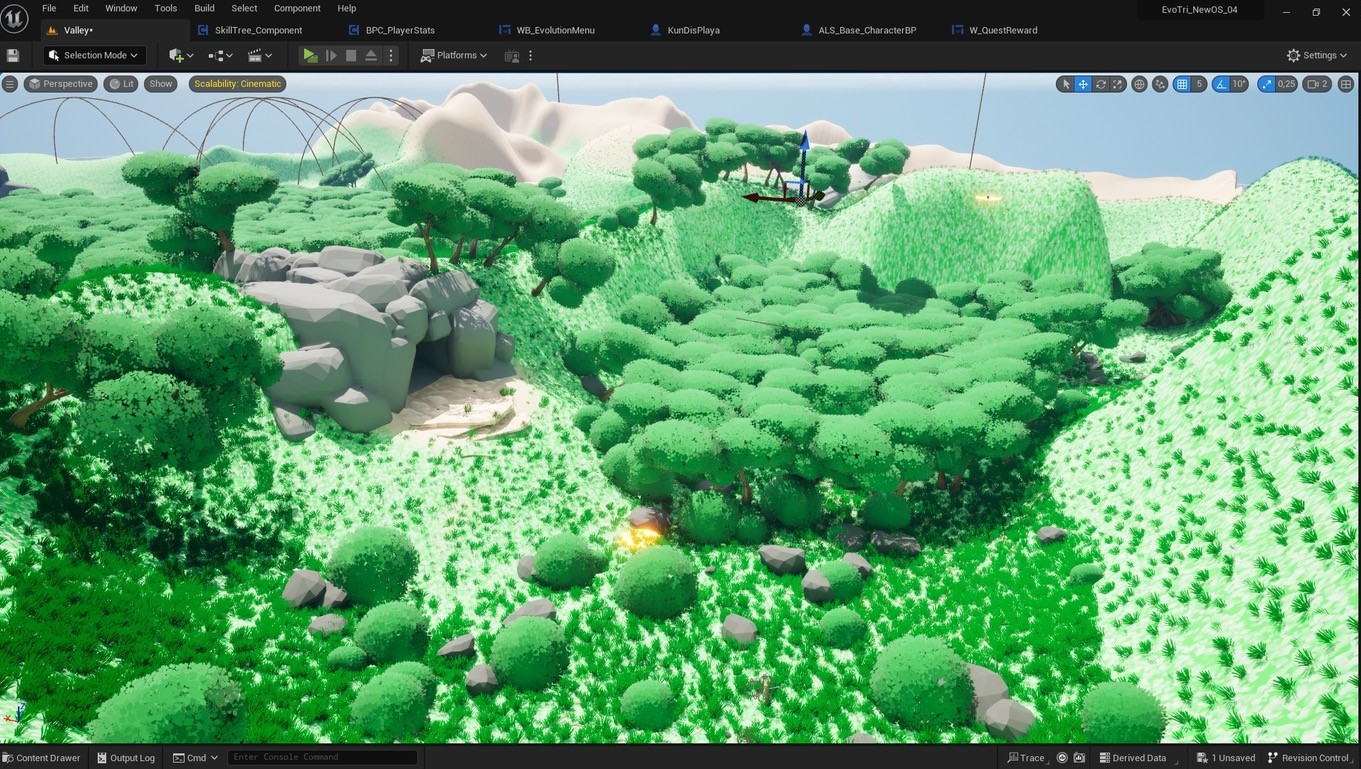 File Edit Window Tools Build Select Component Help
EvoTri_NewOS_04
Valley• SkillTree_Component BPC_PlayerStats WB_EvolutionMenu KunDisPlaya ALS_Base_CharacterBP W_QuestReward
Selection Mode Platforms Settings
Perspective Lit Show Scalability: Cinematic 5 10° 0,25 2
Content Drawer Output Log Cmd Enter Console Command Trace Derived Data 1 Unsaved Revision Control